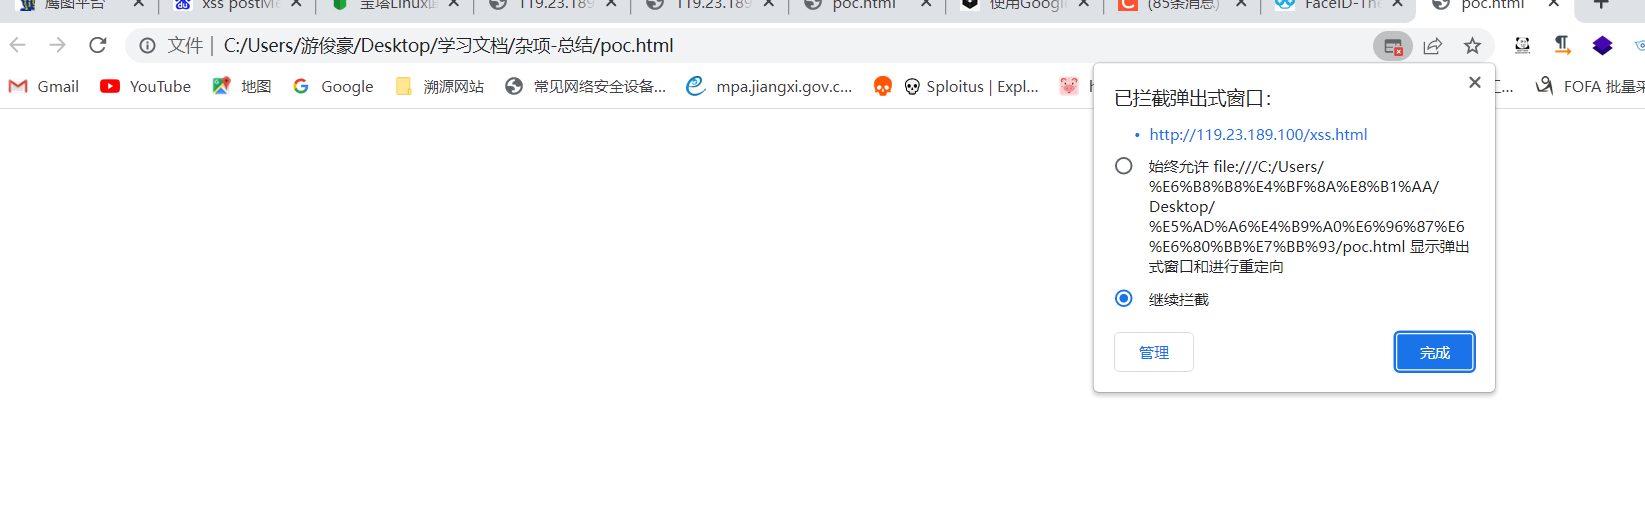 鹰图平台
xss postMe
宝塔Linux面
119.23.189
119.23.189
poc.html
使用Google
(85条消息)
FaceID-The
poc.html
文件 | C:/Users/游俊豪/Desktop/学习文档/杂项-总结/poc.html
Gmail
YouTube
地图
Google
溯源网站
常见网络安全设备...
mpa.jiangxi.gov.c...
Sploitus | Expl...
FOFA 批量采
已拦截弹出式窗口：
• http://119.23.189.100/xss.html
始终允许 file:///C:/Users/
%E6%B8%B8%E4%BF%8A%E8%B1%AA/
Desktop/
%E5%AD%A6%E4%B9%A0%E6%96%87%E6
%E6%80%BB%E7%BB%93/poc.html 显示弹出
式窗口和进行重定向
继续拦截
管理
完成